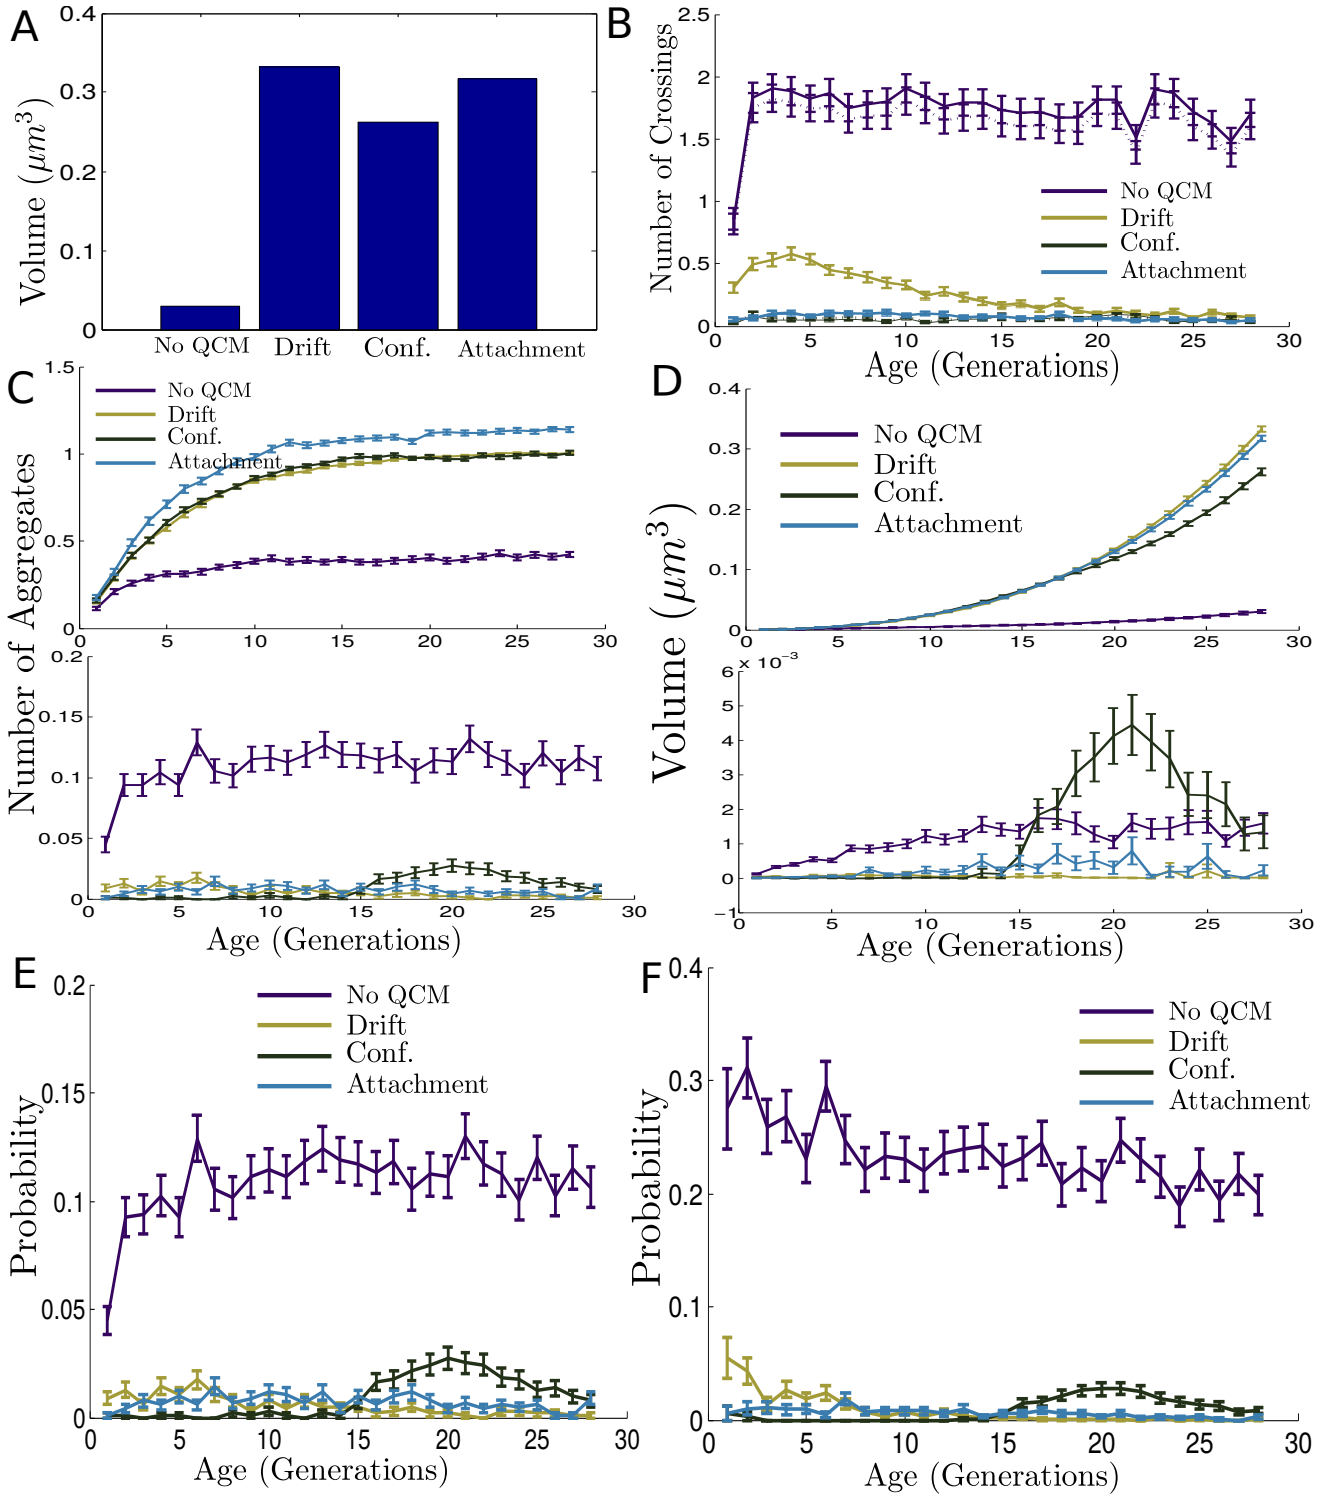 A
0.4
0.3
0.2
0.1
0
Volume (μm³)
No QCM Drift Conf. Attachment
B
2.5
2
1.5
1
0.5
0
Number of Crossings
No QCM
Drift
Conf.
Attachment
0 5 10 15 20 25 30
Age (Generations)
C
1.5
1
0.5
0
No QCM
Drift
Conf.
Attachment
0 5 10 15 20 25 30
Number of Aggregates
0.2
0.15
0.1
0.05
0
0 5 10 15 20 25 30
Age (Generations)
D
0.4
0.3
0.2
0.1
0
No QCM
Drift
Conf.
Attachment
0 5 10 15 20 25 30
Volume (μm³)
× 10⁻³
6
5
4
3
2
1
0
−1
0 5 10 15 20 25 30
Age (Generations)
E
0.2
0.15
0.1
0.05
0
Probability
No QCM
Drift
Conf.
Attachment
0 5 10 15 20 25 30
Age (Generations)
F
0.4
0.3
0.2
0.1
0
Probability
No QCM
Drift
Conf.
Attachment
0 5 10 15 20 25 30
Age (Generations)